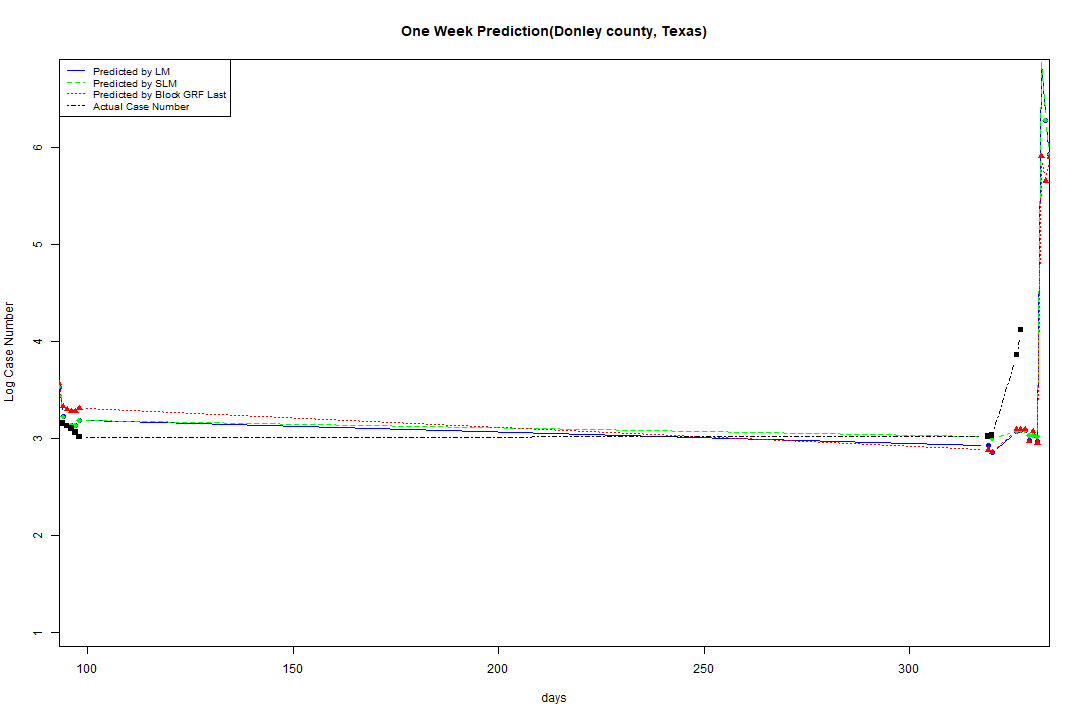 One Week Prediction(Donley county, Texas)
Predicted by LM
Predicted by SLM
Predicted by Block GRF Last
Actual Case Number
Log Case Number
6
5
4
3
2
1
100 150 200 250 300
days